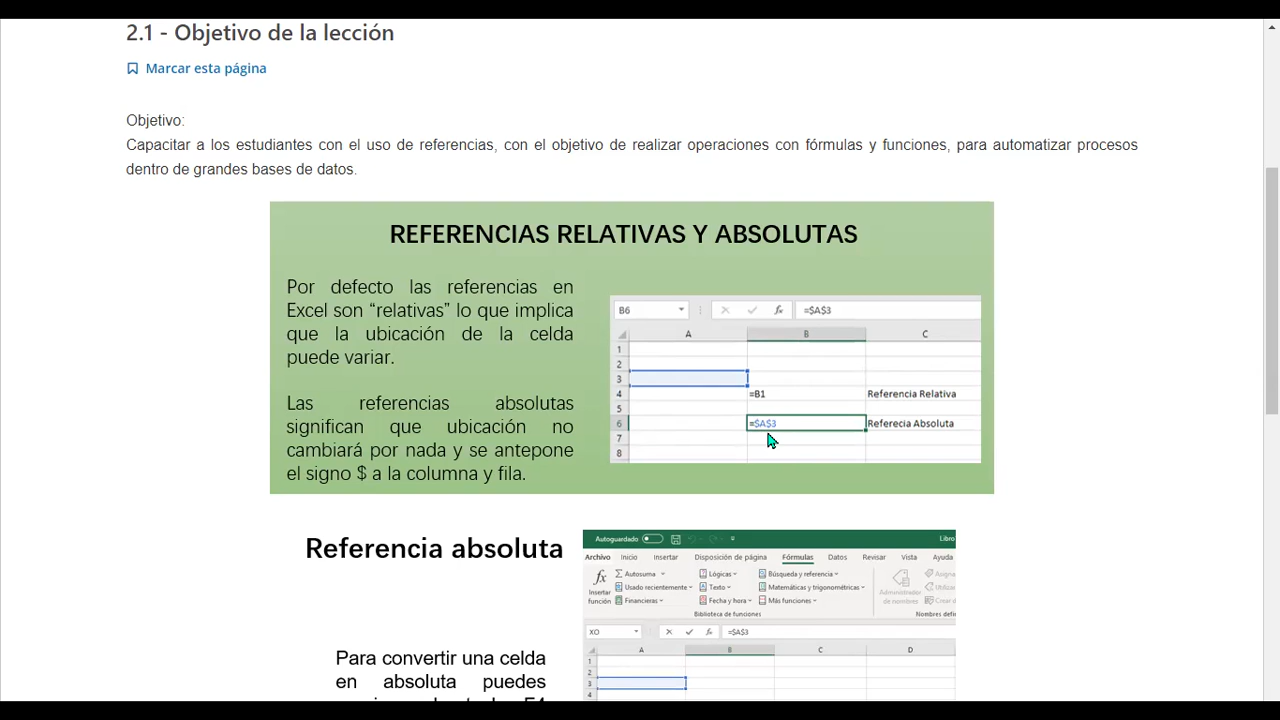 2.1 - Objetivo de la lección
Marcar esta página
Objetivo:
Capacitar a los estudiantes con el uso de referencias, con el objetivo de realizar operaciones con fórmulas y funciones, para automatizar procesos
dentro de grandes bases de datos.
REFERENCIAS RELATIVAS Y ABSOLUTAS
Por defecto las referencias en
Excel son “relativas” lo que implica
que la ubicación de la celda
puede variar.
Las referencias absolutas
significan que ubicación no
cambiará por nada y se antepone
el signo $ a la columna y fila.
B6 fx =$A$3
A B C
1
2
3
4 =B1 Referencia Relativa
5
6 =$A$3 Referecia Absoluta
7
8
Referencia absoluta
Para convertir una celda
en absoluta puedes
Autoguardado Libro
Archivo Inicio Insertar Disposición de página Fórmulas Datos Revisar Vista Ayuda
fx Autosuma Lógicas Búsqueda y referencia
Insertar función Usado recientemente Texto Matemáticas y trigonométricas Administrador de nombres
Financieras Fecha y hora Más funciones
Biblioteca de funciones Nombres defi
XO fx =$A$3
A B C D
1
2
3
4